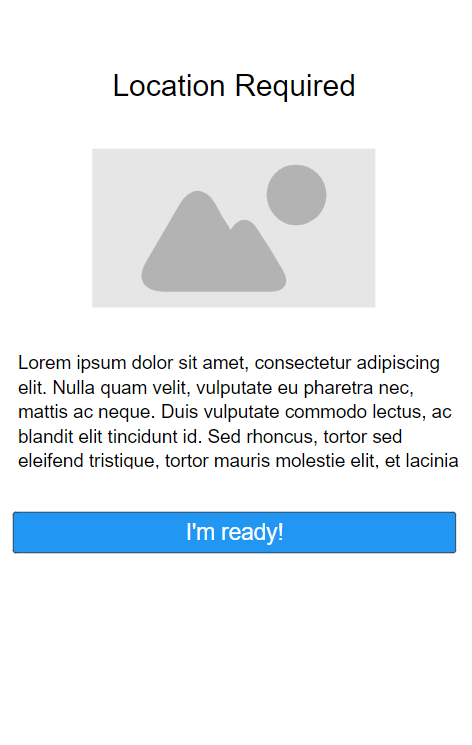 Location Required
Lorem ipsum dolor sit amet, consectetur adipiscing
elit. Nulla quam velit, vulputate eu pharetra nec,
mattis ac neque. Duis vulputate commodo lectus, ac
blandit elit tincidunt id. Sed rhoncus, tortor sed
eleifend tristique, tortor mauris molestie elit, et lacinia
I'm ready!